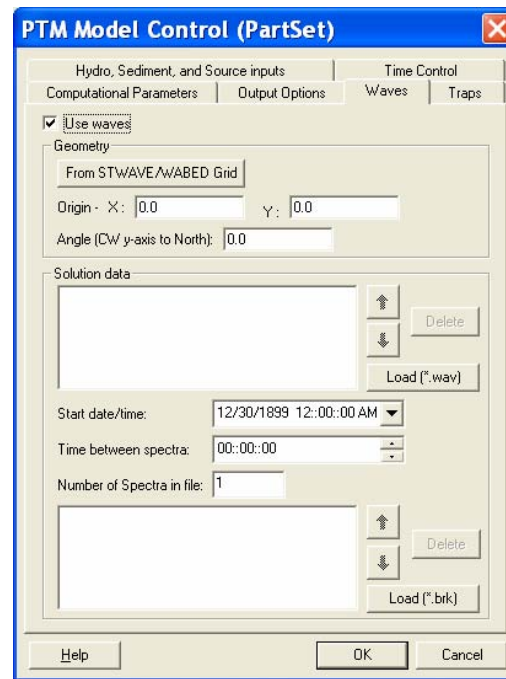 PTM Model Control (PartSet)
Hydro, Sediment, and Source inputs Time Control
Computational Parameters Output Options Waves Traps
Use waves
Geometry
From STWAVE/WABED Grid
Origin - X: 0.0 Y: 0.0
Angle (CW y-axis to North): 0.0
Solution data
Delete
Load (*.wav)
Start date/time: 12/30/1899 12::00::00 AM
Time between spectra: 00::00::00
Number of Spectra in file: 1
Delete
Load (*.brk)
Help OK Cancel